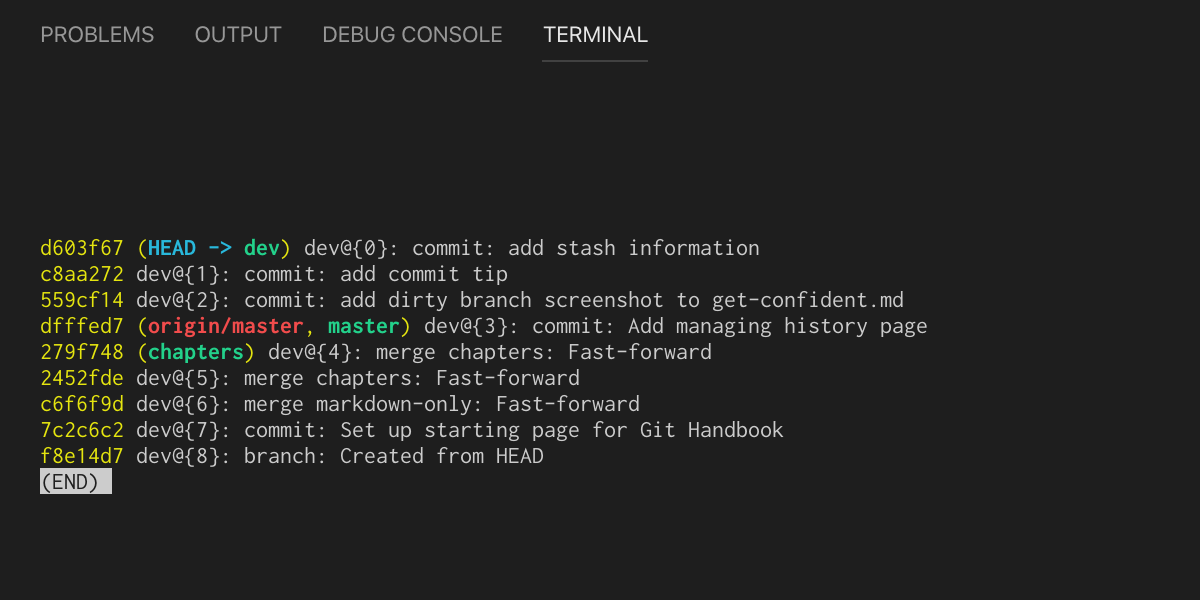 PROBLEMS OUTPUT DEBUG CONSOLE TERMINAL
d603f67 (HEAD -> dev) dev@{0}: commit: add stash information
c8aa272 dev@{1}: commit: add commit tip
559cf14 dev@{2}: commit: add dirty branch screenshot to get-confident.md
dfffed7 (origin/master, master) dev@{3}: commit: Add managing history page
279f748 (chapters) dev@{4}: merge chapters: Fast-forward
2452fde dev@{5}: merge chapters: Fast-forward
c6f6f9d dev@{6}: merge markdown-only: Fast-forward
7c2c6c2 dev@{7}: commit: Set up starting page for Git Handbook
f8e14d7 dev@{8}: branch: Created from HEAD
(END)